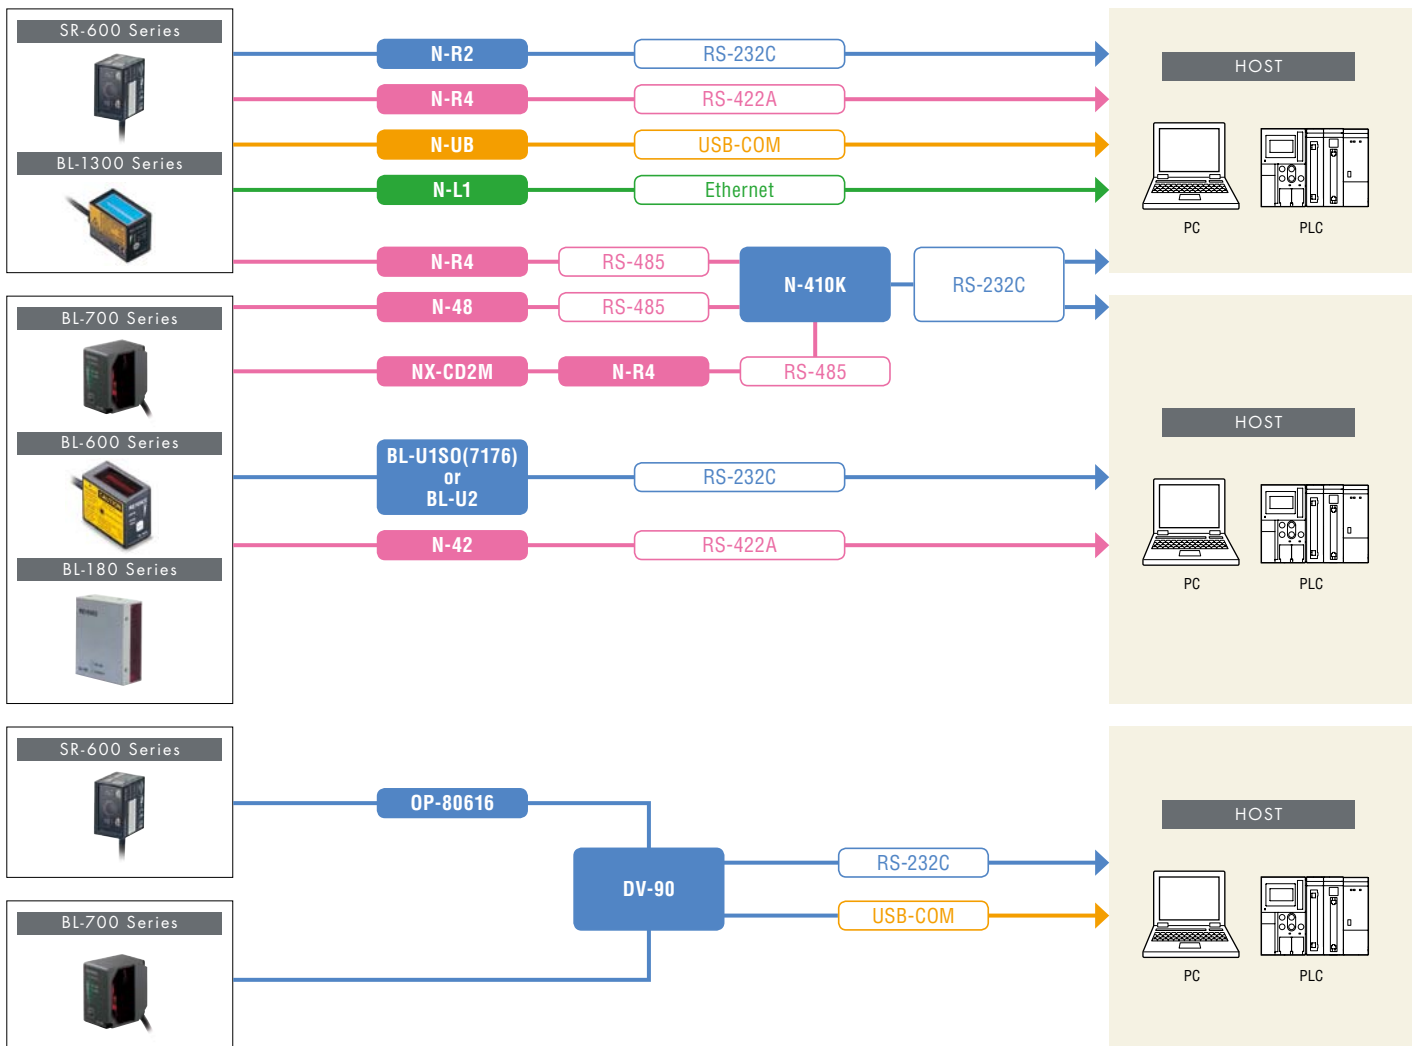 SR-600 Series
N-R2
RS-232C
HOST
N-R4
RS-422A
N-UB
USB-COM
BL-1300 Series
N-L1
Ethernet
PC
PLC
N-R4
RS-485
N-410K
RS-232C
N-48
RS-485
BL-700 Series
NX-CD2M
N-R4
RS-485
HOST
BL-600 Series
BL-U1SO(7176)
or
BL-U2
RS-232C
N-42
RS-422A
BL-180 Series
PC
PLC
SR-600 Series
OP-80616
HOST
DV-90
RS-232C
USB-COM
BL-700 Series
PC
PLC